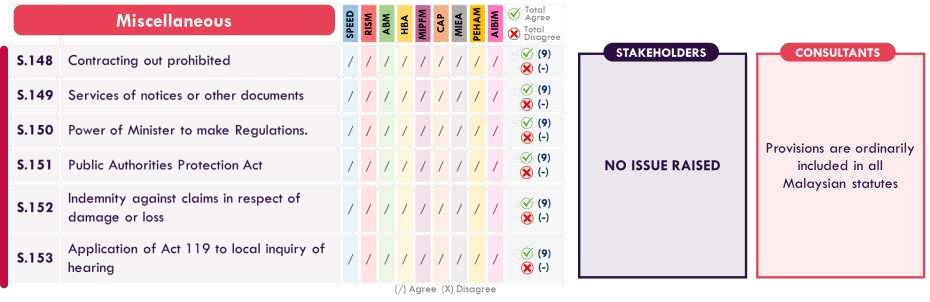 Miscellaneous
SPEED RISM ABM HBA MIPFM CAP MIEA PEHAM AIBIM
Total Agree
Total Disagree
S.148 Contracting out prohibited / / / / / / / / / (9)
(-)
S.149 Services of notices or other documents / / / / / / / / / (9)
(-)
S.150 Power of Minister to make Regulations. / / / / / / / / / (9)
(-)
S.151 Public Authorities Protection Act / / / / / / / / / (9)
(-)
S.152 Indemnity against claims in respect of
damage or loss / / / / / / / / / (9)
(-)
S.153 Application of Act 119 to local inquiry of
hearing / / / / / / / / / (9)
(-)
(/) Agree (X) Disagree
STAKEHOLDERS
NO ISSUE RAISED
CONSULTANTS
Provisions are ordinarily
included in all
Malaysian statutes